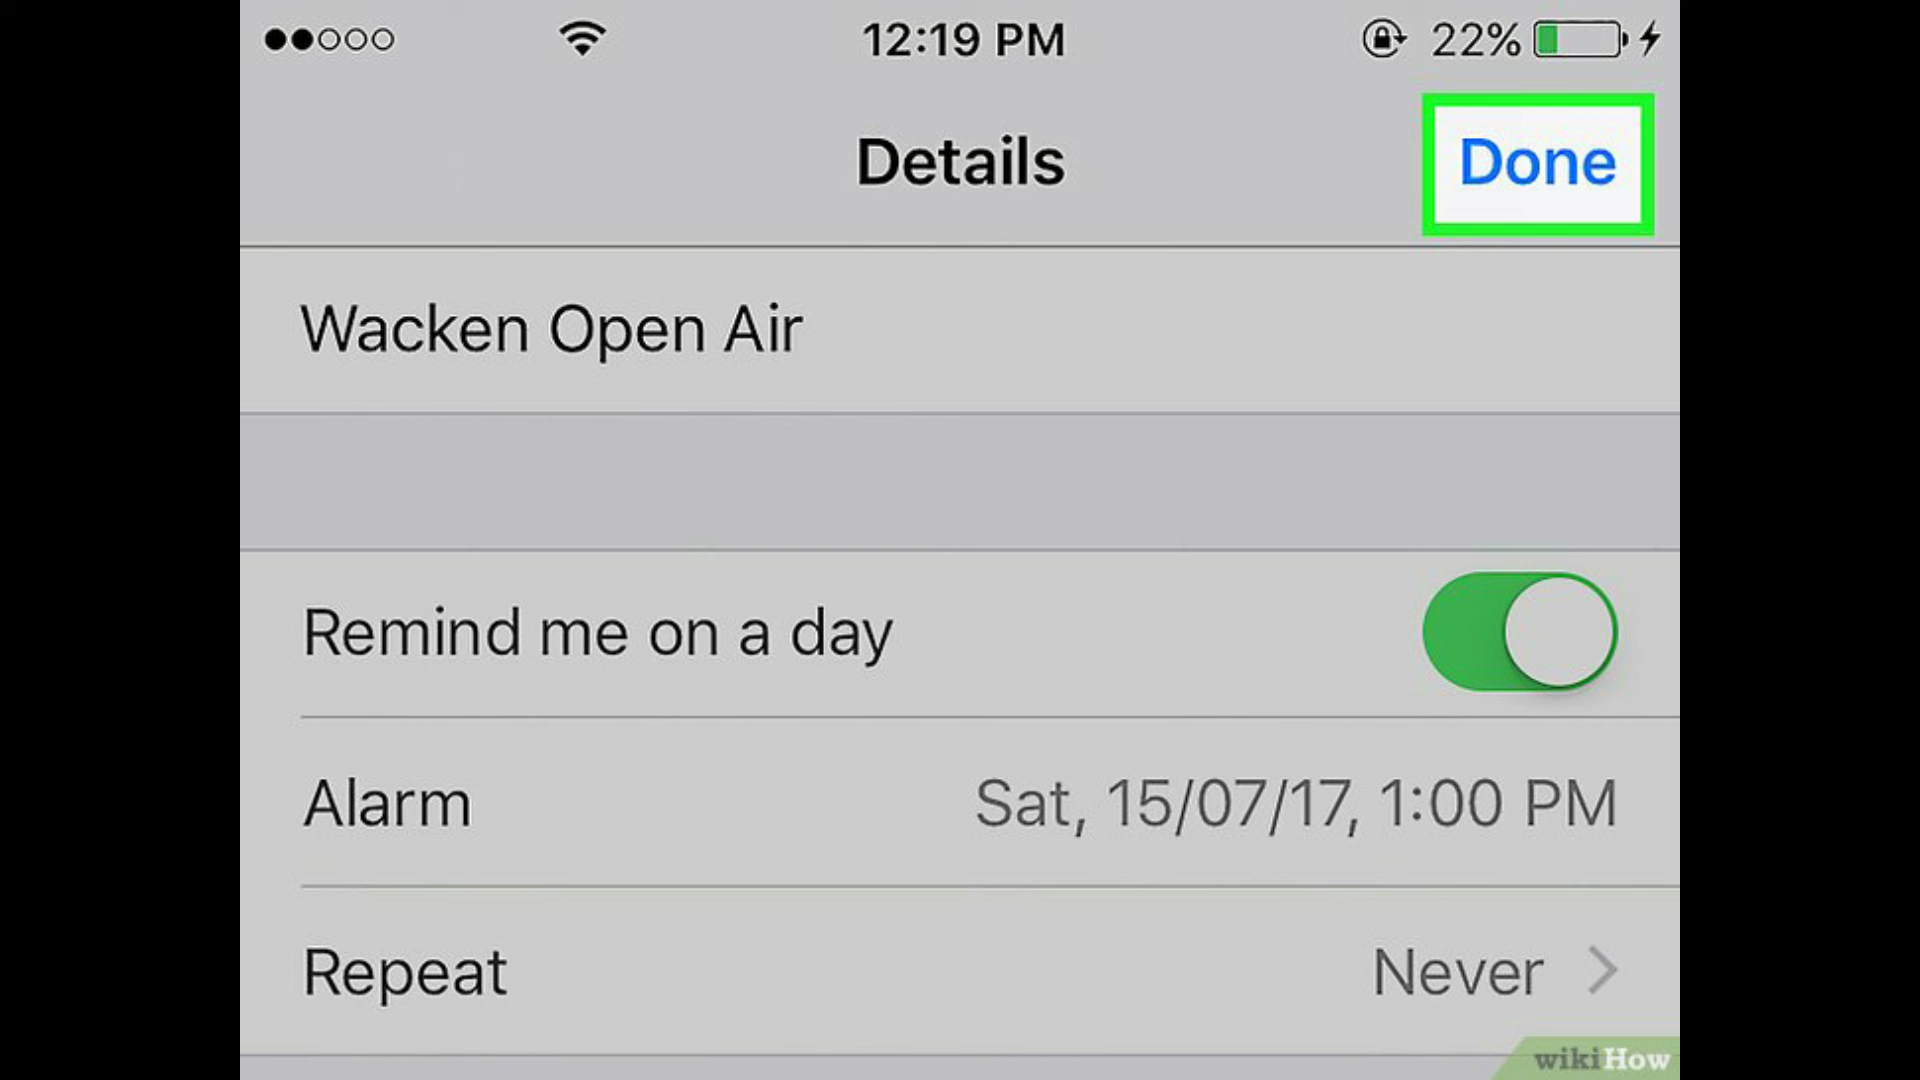 12:19 PM 22%
Details Done
Wacken Open Air
Remind me on a day
Alarm Sat, 15/07/17, 1:00 PM
Repeat Never
wikiHow